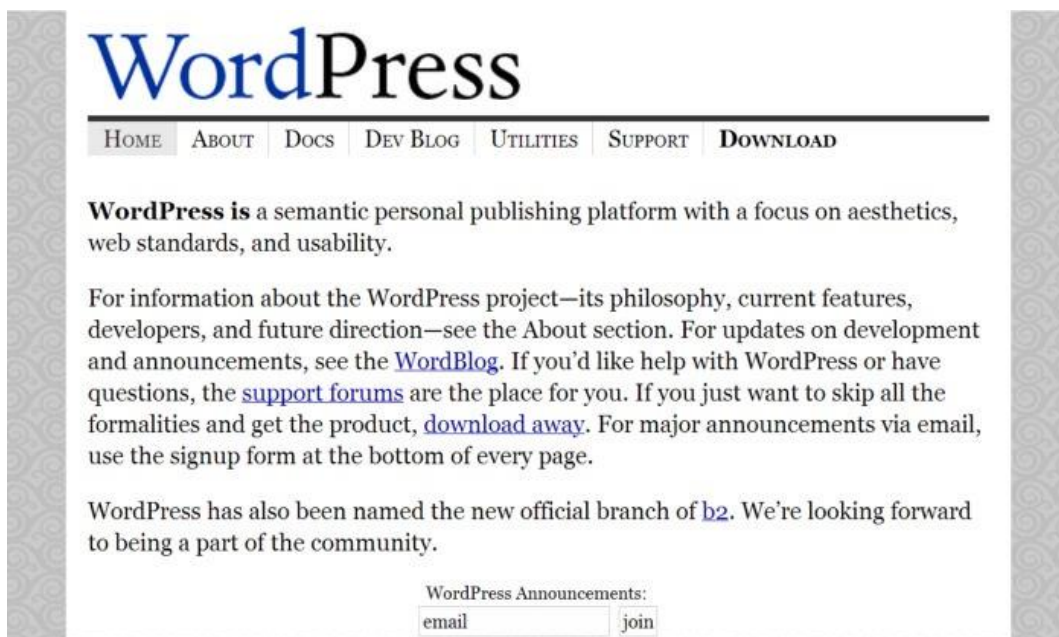 WordPress
HOME ABOUT DOCS DEV BLOG UTILITIES SUPPORT DOWNLOAD
WordPress is a semantic personal publishing platform with a focus on aesthetics,
web standards, and usability.
For information about the WordPress project—its philosophy, current features,
developers, and future direction—see the About section. For updates on development
and announcements, see the WordBlog. If you’d like help with WordPress or have
questions, the support forums are the place for you. If you just want to skip all the
formalities and get the product, download away. For major announcements via email,
use the signup form at the bottom of every page.
WordPress has also been named the new official branch of b2. We’re looking forward
to being a part of the community.
WordPress Announcements:
email join